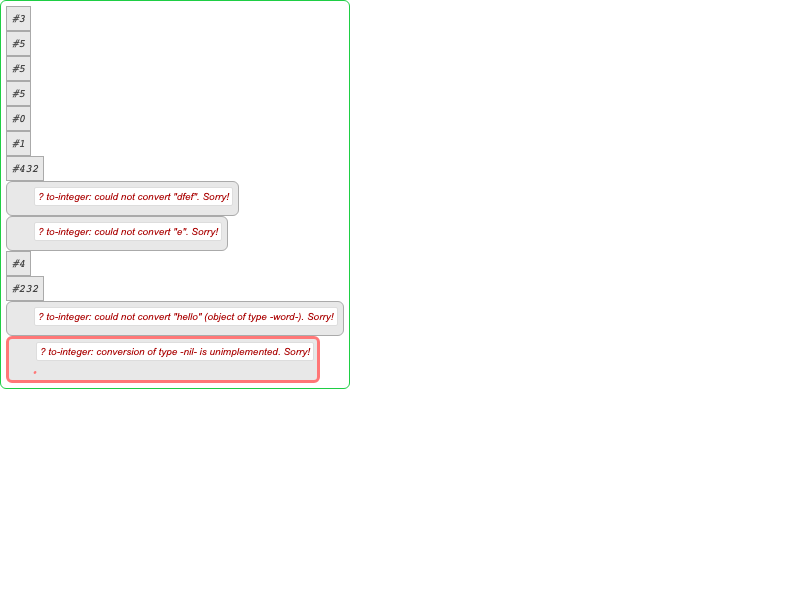 #3
#5
#5
#5
#0
#1
#432
? to-integer: could not convert "dfef". Sorry!
? to-integer: could not convert "e". Sorry!
#4
#232
? to-integer: could not convert "hello" (object of type -word-). Sorry!
? to-integer: conversion of type -nil- is unimplemented. Sorry!